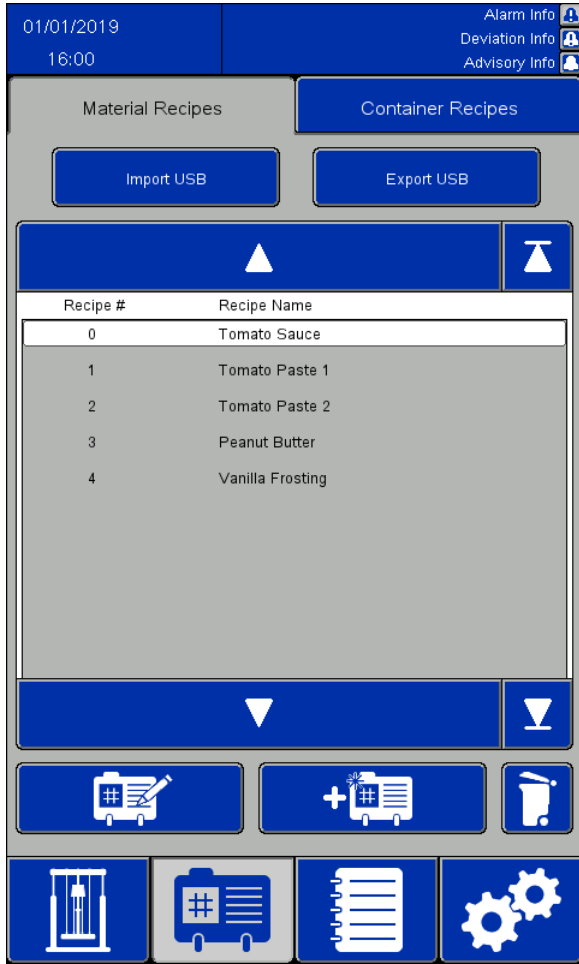 01/01/2019
16:00
Alarm Info
Deviation Info
Advisory Info
Material Recipes
Container Recipes
Import USB
Export USB
Recipe # Recipe Name
0 Tomato Sauce
1 Tomato Paste 1
2 Tomato Paste 2
3 Peanut Butter
4 Vanilla Frosting
#
+ #
#